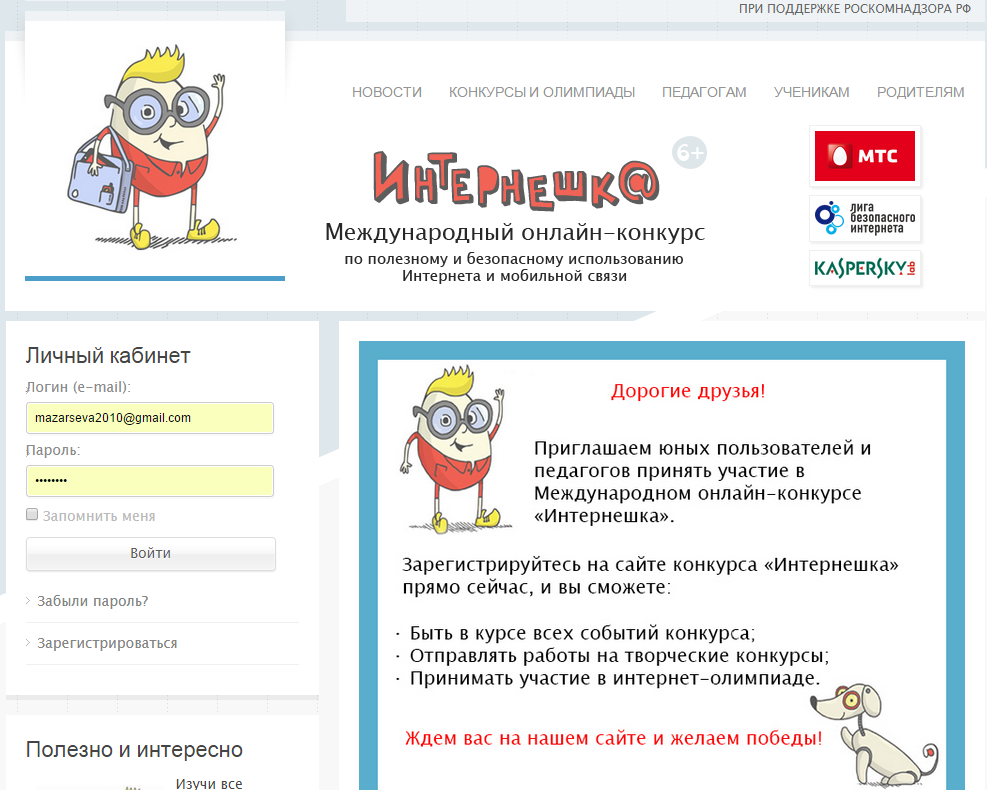 ПРИ ПОДДЕРЖКЕ РОСКОМНАДЗОРА РФ
НОВОСТИ КОНКУРСЫ И ОЛИМПИАДЫ ПЕДАГОГАМ УЧЕНИКАМ РОДИТЕЛЯМ
ИНТЕРНЕШК@
6+
Международный онлайн-конкурс
по полезному и безопасному использованию
Интернета и мобильной связи
МТС
лига
безопасного
интернета
KASPERSKY lab
Личный кабинет
Логин (e-mail):
mazarseva2010@gmail.com
Пароль:
••••••••
Запомнить меня
Войти
Забыли пароль?
Зарегистрироваться
Полезно и интересно
Изучи все
Дорогие друзья!
Приглашаем юных пользователей и
педагогов принять участие в
Международном онлайн-конкурсе
«Интернешка».
Зарегистрируйтесь на сайте конкурса «Интернешка»
прямо сейчас, и вы сможете:
· Быть в курсе всех событий конкурса;
· Отправлять работы на творческие конкурсы;
· Принимать участие в интернет-олимпиаде.
Ждем вас на нашем сайте и желаем победы!